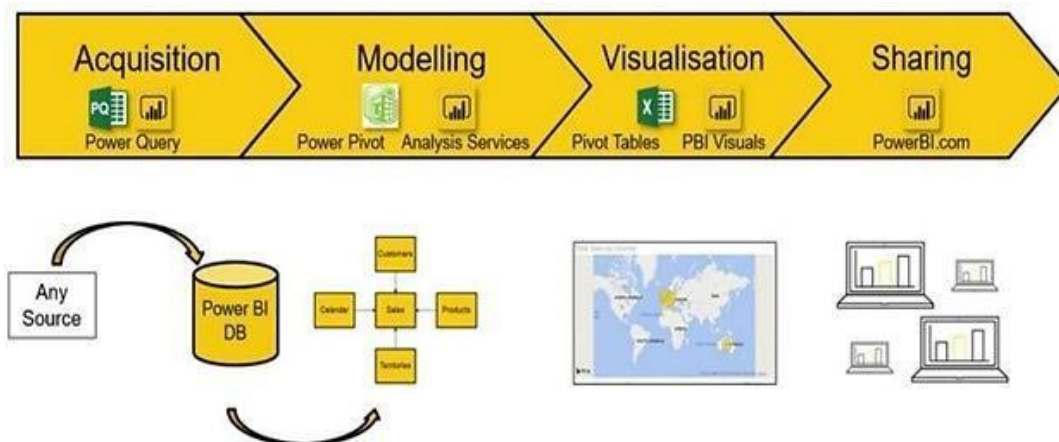 Acquisition
PQ
Power Query
Modelling
Power Pivot Analysis Services
Visualisation
X
Pivot Tables PBI Visuals
Sharing
PowerBI.com
Any
Source
Power BI
DB
Customers
Calendar
Sales
Products
Territories